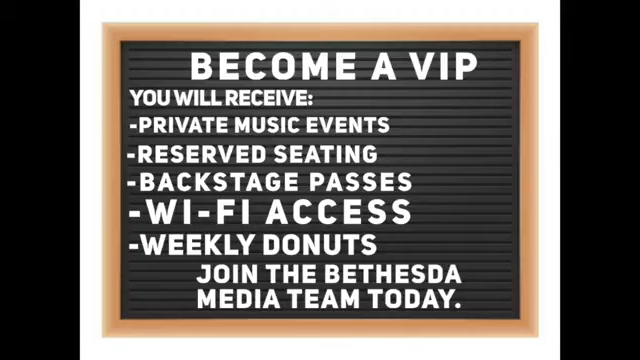 BECOME A VIP
YOU WILL RECEIVE:
-PRIVATE MUSIC EVENTS
-RESERVED SEATING
-BACKSTAGE PASSES
-WI-FI ACCESS
-WEEKLY DONUTS
JOIN THE BETHESDA
MEDIA TEAM TODAY.